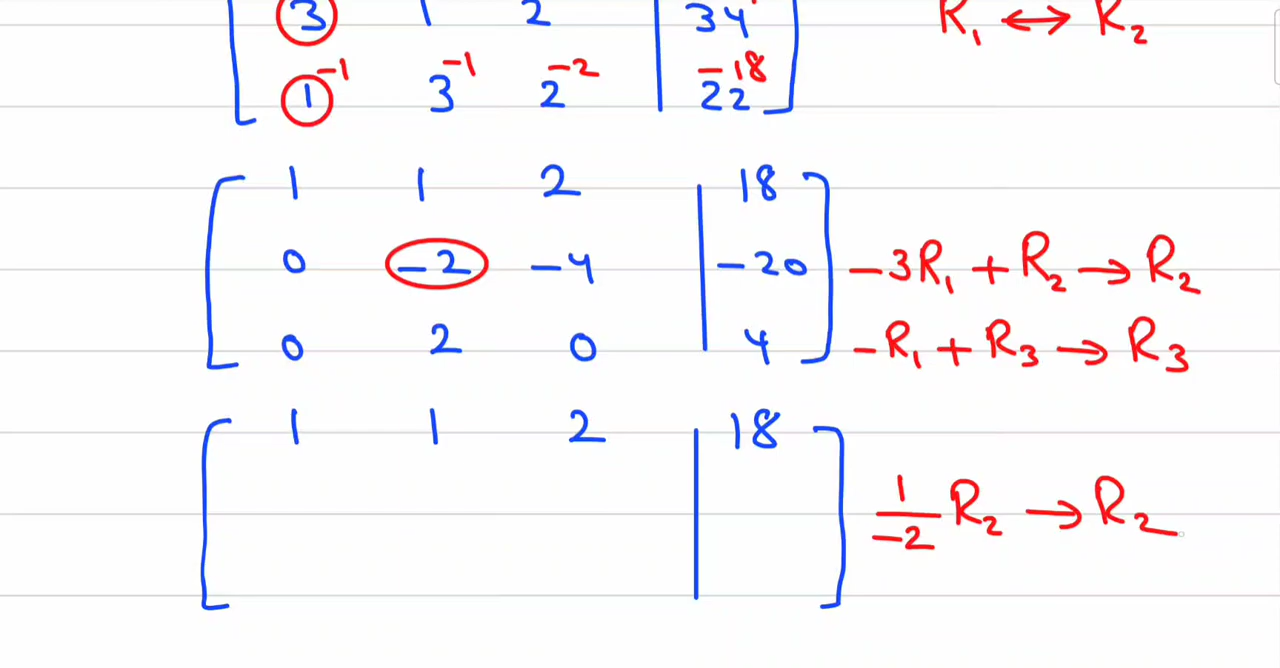 3 1 2 34 R₁ ↔ R₂
-1 -1 -2 -18
1 3 2 22
1 1 2 18
0 -2 -4 -20 -3R₁ + R₂ → R₂
0 2 0 4 -R₁ + R₃ → R₃
1 1 2 18
1/-2 R₂ → R₂